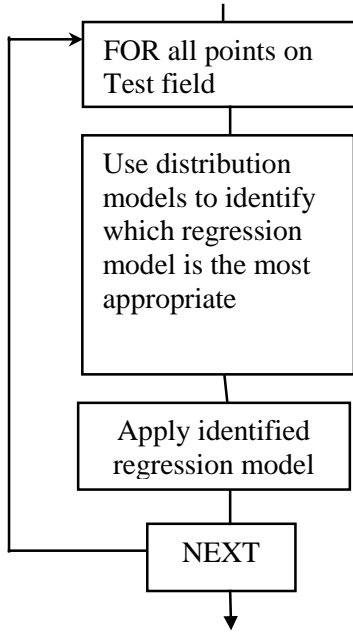 FOR all points on
Test field
Use distribution
models to identify
which regression
model is the most
appropriate
Apply identified
regression model
NEXT